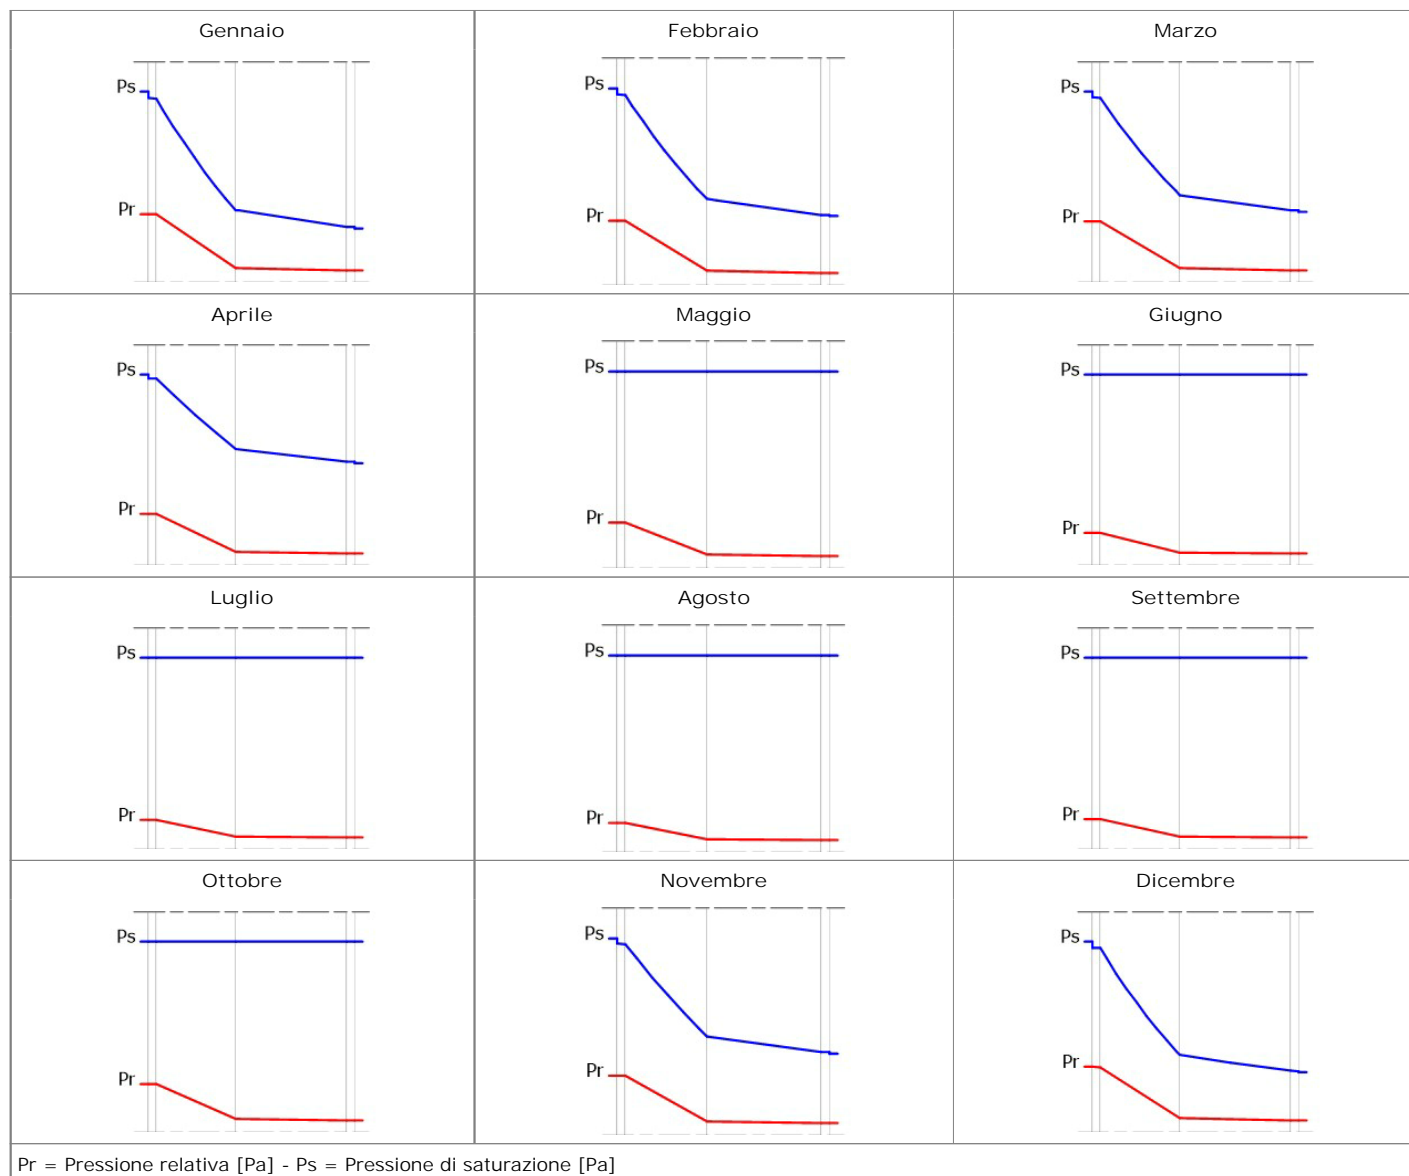 Gennaio
Febbraio
Marzo
Ps
Ps
Ps
Pr
Pr
Pr
Aprile
Maggio
Giugno
Ps
Ps
Ps
Pr
Pr
Pr
Luglio
Agosto
Settembre
Ps
Ps
Ps
Pr
Pr
Pr
Ottobre
Novembre
Dicembre
Ps
Ps
Ps
Pr
Pr
Pr
Pr = Pressione relativa [Pa] - Ps = Pressione di saturazione [Pa]